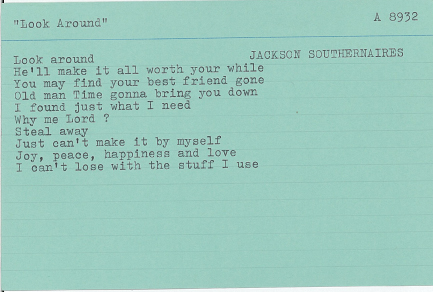 "Look Around" A 8932
Look around JACKSON SOUTHERNAIRES
He'll make it all worth your while
You may find your best friend gone
Old man Time gonna bring you down
I found just what I need
Why me Lord ?
Steal away
Just can't make it by myself
Joy, peace, happiness and love
I can't lose with the stuff I use